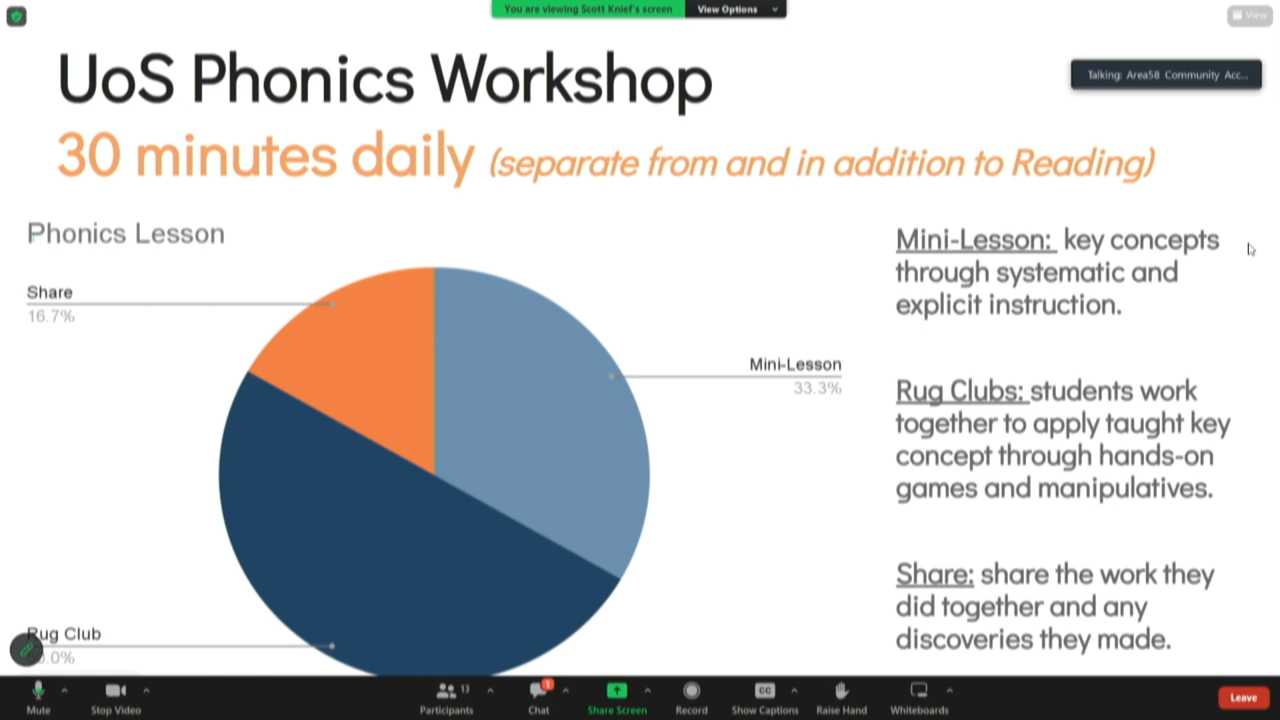 You are viewing Scott Knief's screen
View Options
View
UoS Phonics Workshop
Talking: Area58 Community Acc...
30 minutes daily (separate from and in addition to Reading)
Phonics Lesson
Share
16.7%
Mini-Lesson
33.3%
Rug Club
.0%
Mini-Lesson: key concepts
through systematic and
explicit instruction.
Rug Clubs: students work
together to apply taught key
concept through hands-on
games and manipulatives.
Share: share the work they
did together and any
discoveries they made.
Mute
Stop Video
13
Participants
1
Chat
Share Screen
Record
CC
Show Captions
Raise Hand
Whiteboards
Leave